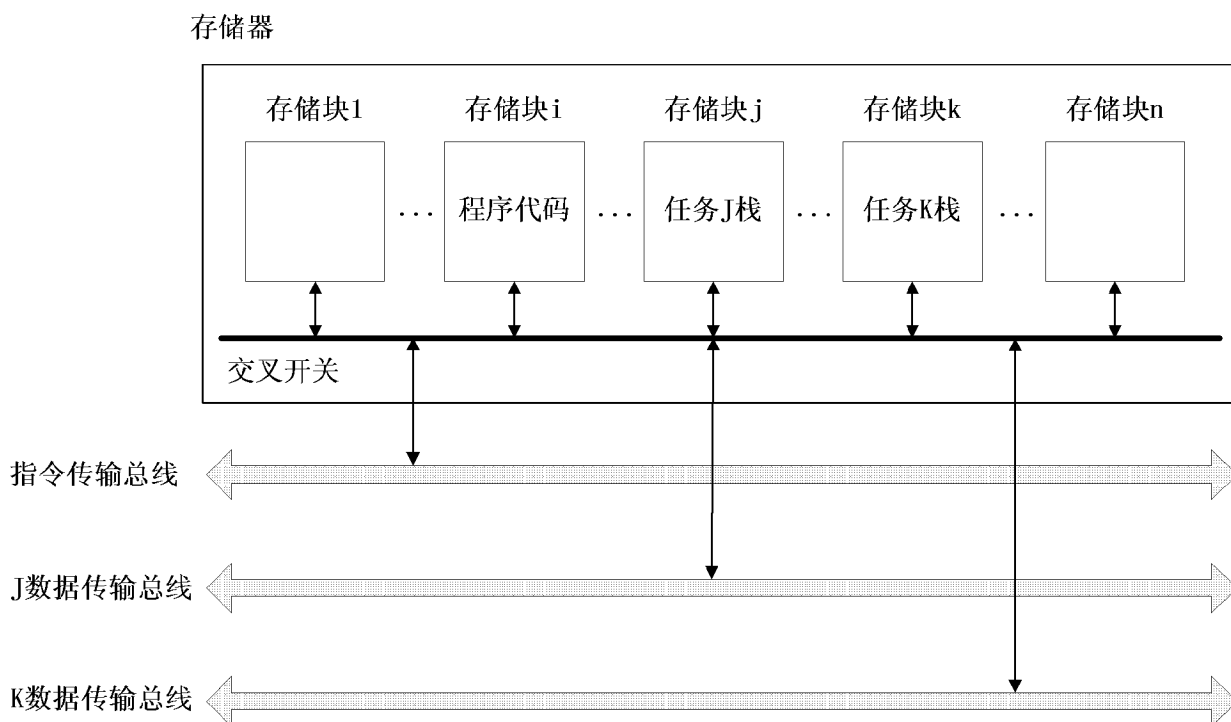 存储器
存储块1 存储块i 存储块j 存储块k 存储块n
... 程序代码 ... 任务J栈 ... 任务K栈 ...
交叉开关
指令传输总线
J数据传输总线
K数据传输总线